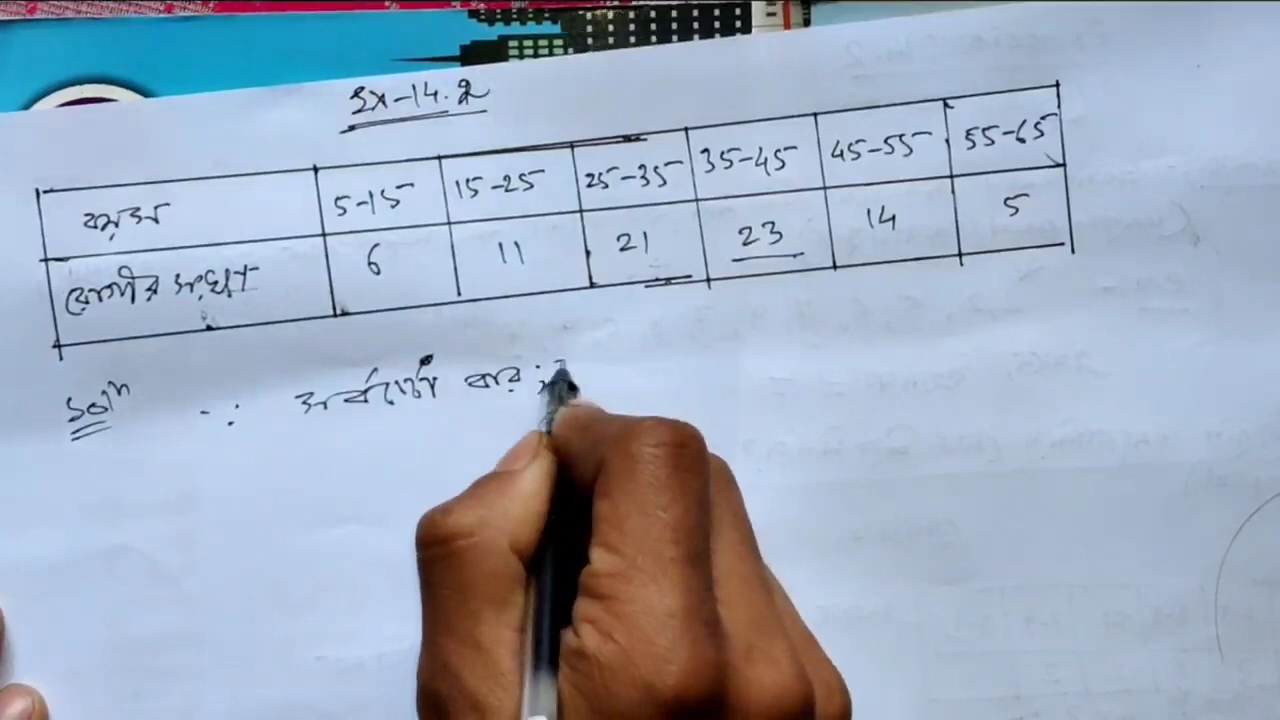 Ex-14.2
বয়স 5-15 15-25 25-35 35-45 45-55 55-65
ৰোগীৰ সংখ্যা 6 11 21 23 14 5
Solⁿ ∵ সৰ্বোচ্চ বাৰ